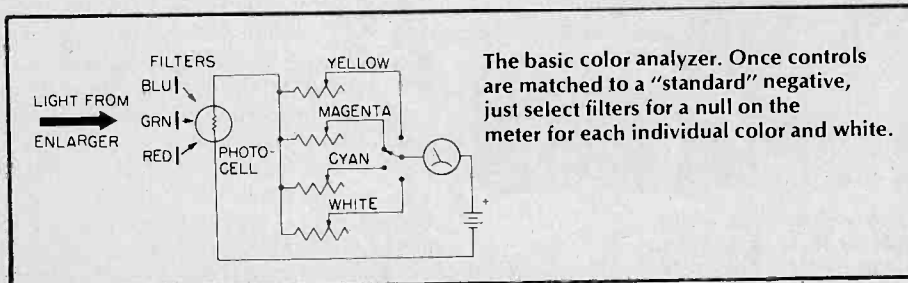 FILTERS
BLU
GRN
RED
LIGHT FROM
ENLARGER
PHOTO-
CELL
YELLOW
MAGENTA
CYAN
WHITE
+
The basic color analyzer. Once controls
are matched to a "standard" negative,
just select filters for a null on the
meter for each individual color and white.